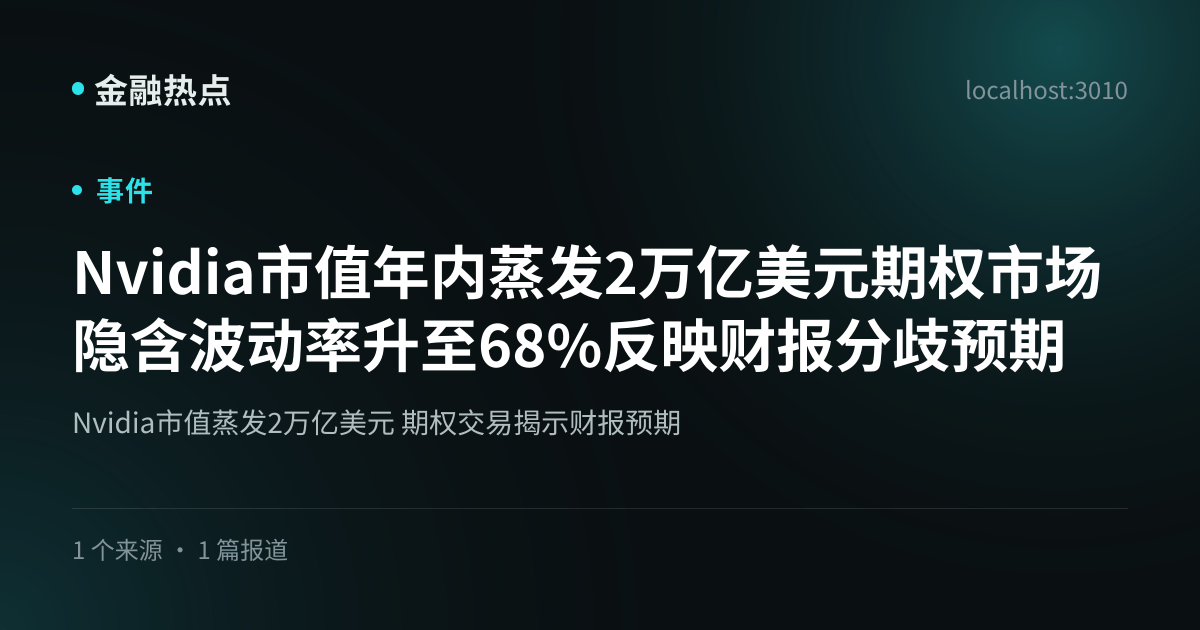 金融热点
localhost:3010
事件
Nvidia市值年内蒸发2万亿美元期权市场
隐含波动率升至68%反映财报分歧预期
Nvidia市值蒸发2万亿美元 期权交易揭示财报预期
1 个来源 · 1 篇报道